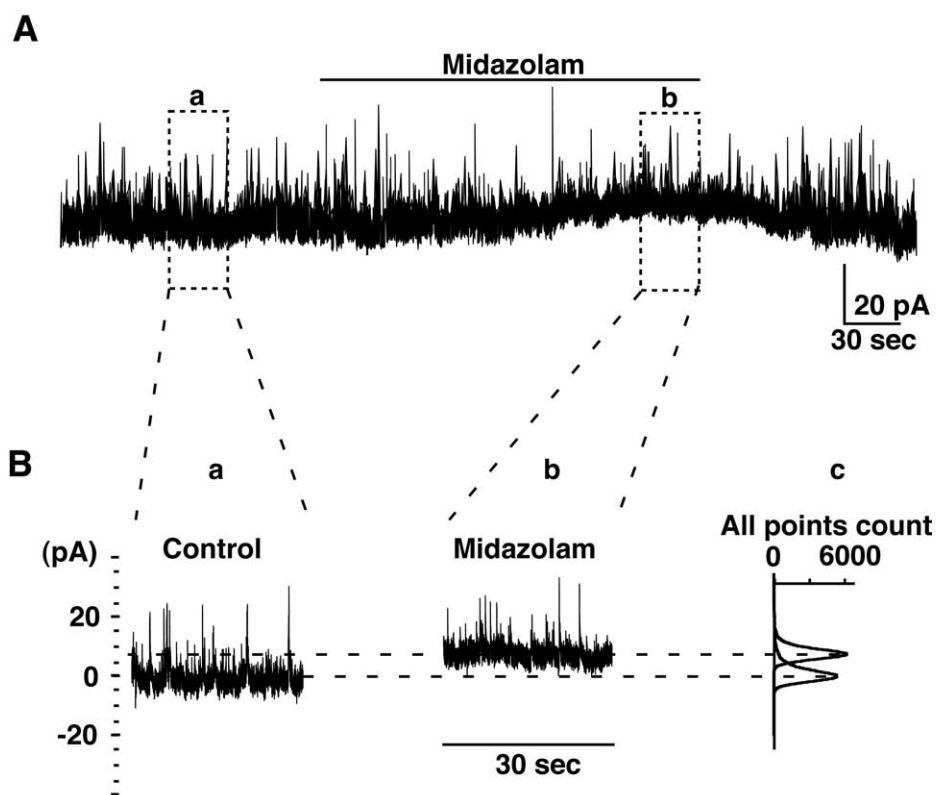 A
Midazolam
a
b
20 pA
30 sec
B
a
b
c
All points count
(pA)
Control
Midazolam
0
6000
20
0
-20
30 sec